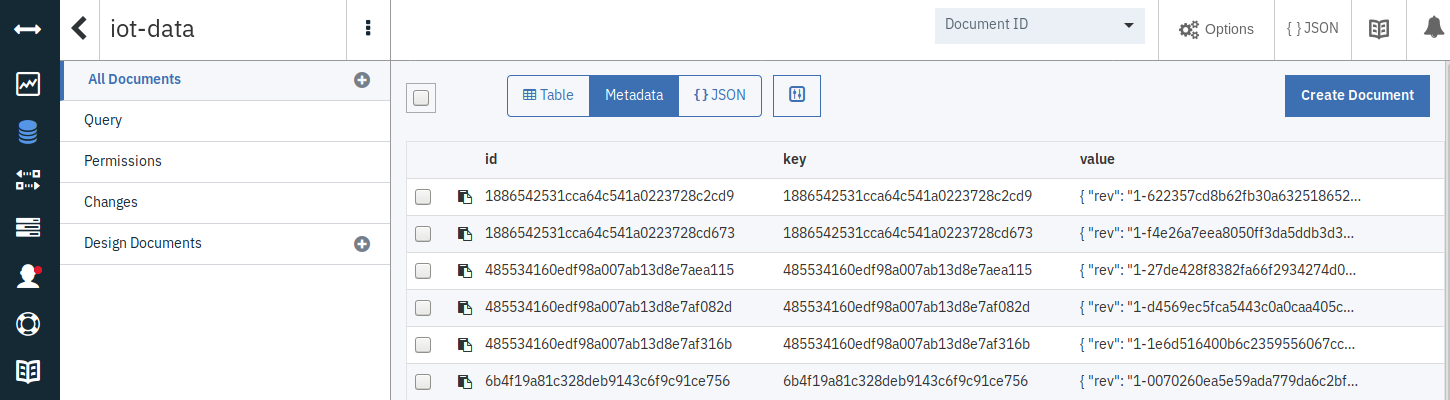 iot-data
Document ID
Options
{ } JSON
All Documents
Query
Permissions
Changes
Design Documents
Table
Metadata
{ } JSON
Create Document
id key value
1886542531cca64c541a0223728c2cd9 1886542531cca64c541a0223728c2cd9 { "rev": "1-622357cd8b62fb30a632518652...
1886542531cca64c541a0223728cd673 1886542531cca64c541a0223728cd673 { "rev": "1-f4e26a7eea8050ff3da5ddb3d3...
485534160edf98a007ab13d8e7aea115 485534160edf98a007ab13d8e7aea115 { "rev": "1-27de428f8382fa66f2934274d0...
485534160edf98a007ab13d8e7af082d 485534160edf98a007ab13d8e7af082d { "rev": "1-d4569ec5fca5443c0a0caa405c...
485534160edf98a007ab13d8e7af316b 485534160edf98a007ab13d8e7af316b { "rev": "1-1e6d516400b6c2359556067cc...
6b4f19a81c328deb9143c6f9c91ce756 6b4f19a81c328deb9143c6f9c91ce756 { "rev": "1-0070260ea5e59ada779da6c2bf...